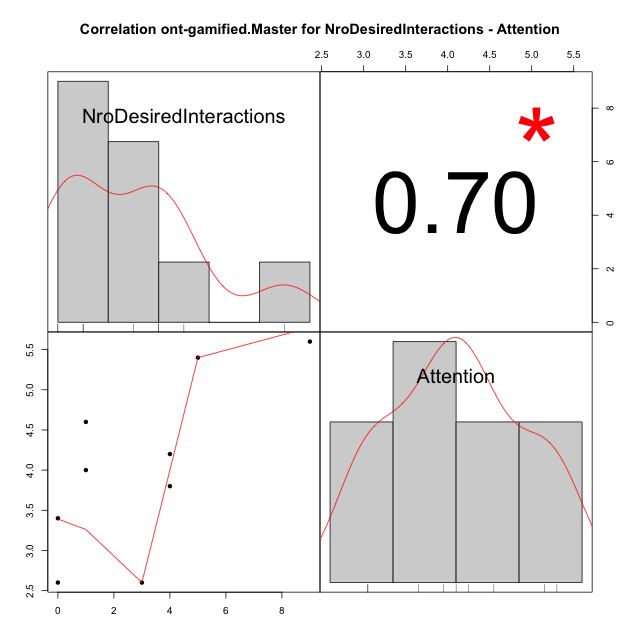 Correlation ont-gamified.Master for NroDesiredInteractions - Attention
2.5 3.0 3.5 4.0 4.5 5.0 5.5
NroDesiredInteractions
*
0.70
8
6
4
2
0
5.5
5.0
4.5
4.0
3.5
3.0
2.5
Attention
0 2 4 6 8